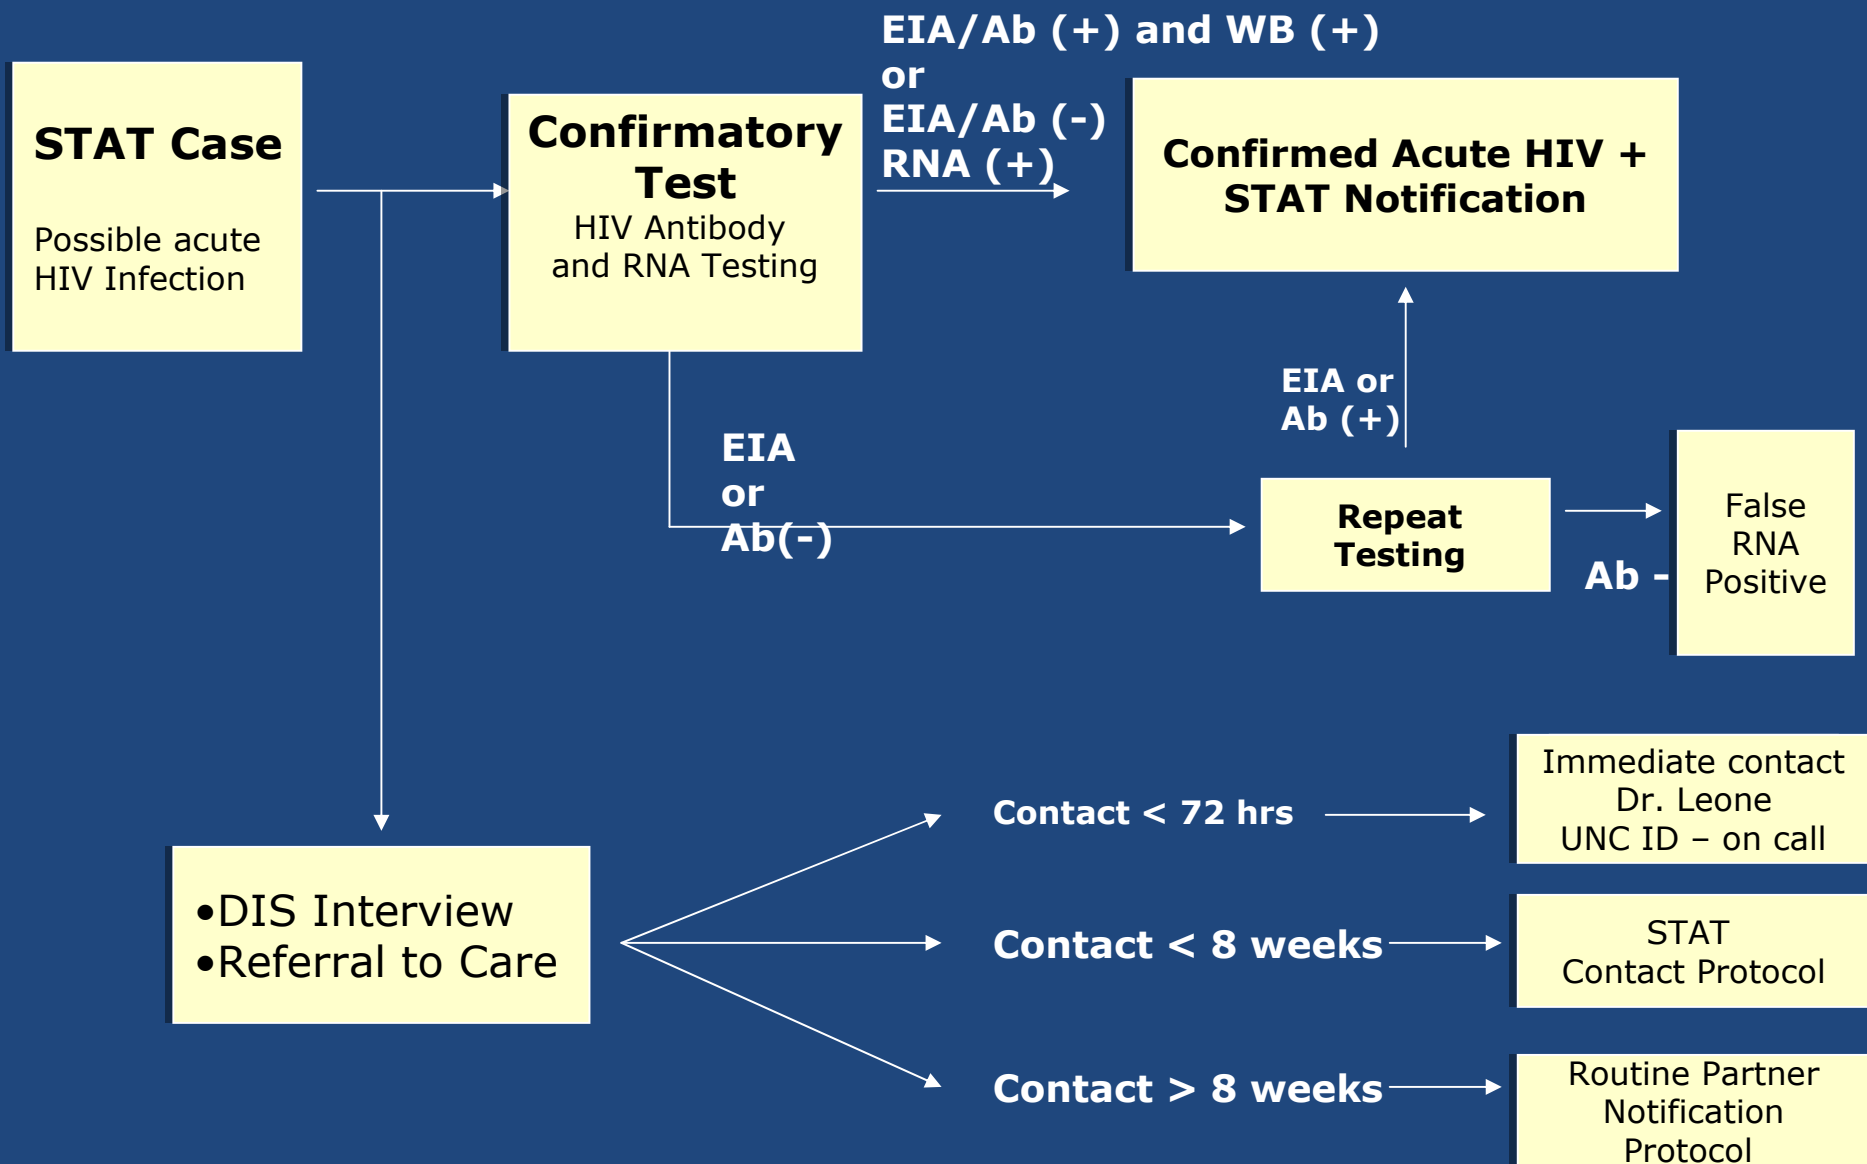 STAT Case
Possible acute
HIV Infection
Confirmatory
Test
HIV Antibody
and RNA Testing
EIA/Ab (+) and WB (+)
or
EIA/Ab (-)
RNA (+)
Confirmed Acute HIV +
STAT Notification
EIA or
Ab (+)
EIA
or
Ab(-)
Repeat
Testing
Ab -
False
RNA
Positive
•DIS Interview
•Referral to Care
Contact < 72 hrs
Immediate contact
Dr. Leone
UNC ID – on call
Contact < 8 weeks
STAT
Contact Protocol
Contact > 8 weeks
Routine Partner
Notification
Protocol